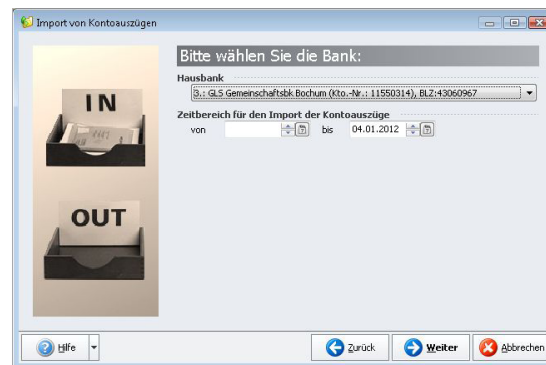 Import von Kontoauszügen
Bitte wählen Sie die Bank:
Hausbank
3.: GLS Gemeinschaftsbk Bochum (Kto.-Nr.: 11550314), BLZ:43060967
Zeitbereich für den Import der Kontoauszüge
von bis 04.01.2012
IN
OUT
Hilfe Zurück Weiter Abbrechen